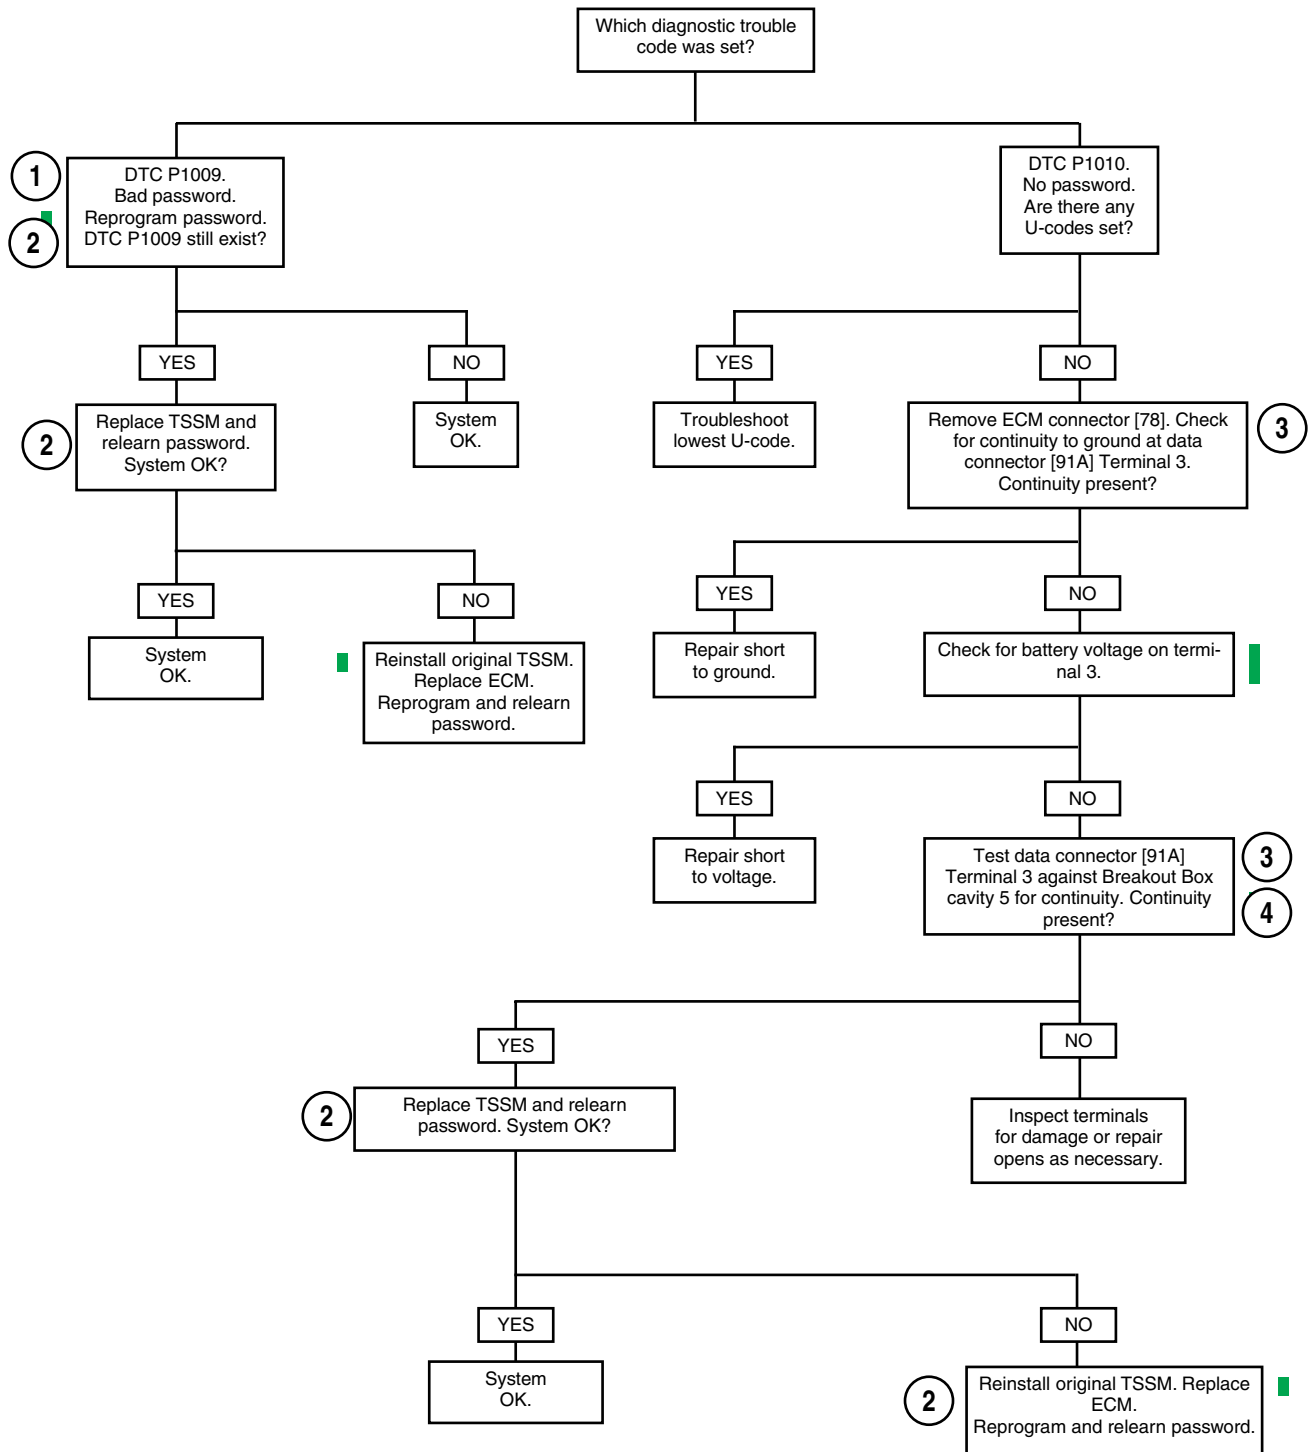 Which diagnostic trouble
code was set?
1
DTC P1009.
Bad password.
Reprogram password.
DTC P1009 still exist?
2
DTC P1010.
No password.
Are there any
U-codes set?
YES
NO
YES
NO
2
Replace TSSM and
relearn password.
System OK?
System
OK.
Troubleshoot
lowest U-code.
Remove ECM connector [78]. Check
for continuity to ground at data
connector [91A] Terminal 3.
Continuity present?
3
YES
NO
YES
NO
System
OK.
Reinstall original TSSM.
Replace ECM.
Reprogram and relearn
password.
Repair short
to ground.
Check for battery voltage on termi-
nal 3.
YES
NO
Repair short
to voltage.
Test data connector [91A]
Terminal 3 against Breakout Box
cavity 5 for continuity. Continuity
present?
3
4
YES
NO
2
Replace TSSM and relearn
password. System OK?
Inspect terminals
for damage or repair
opens as necessary.
YES
NO
System
OK.
2
Reinstall original TSSM. Replace
ECM.
Reprogram and relearn password.